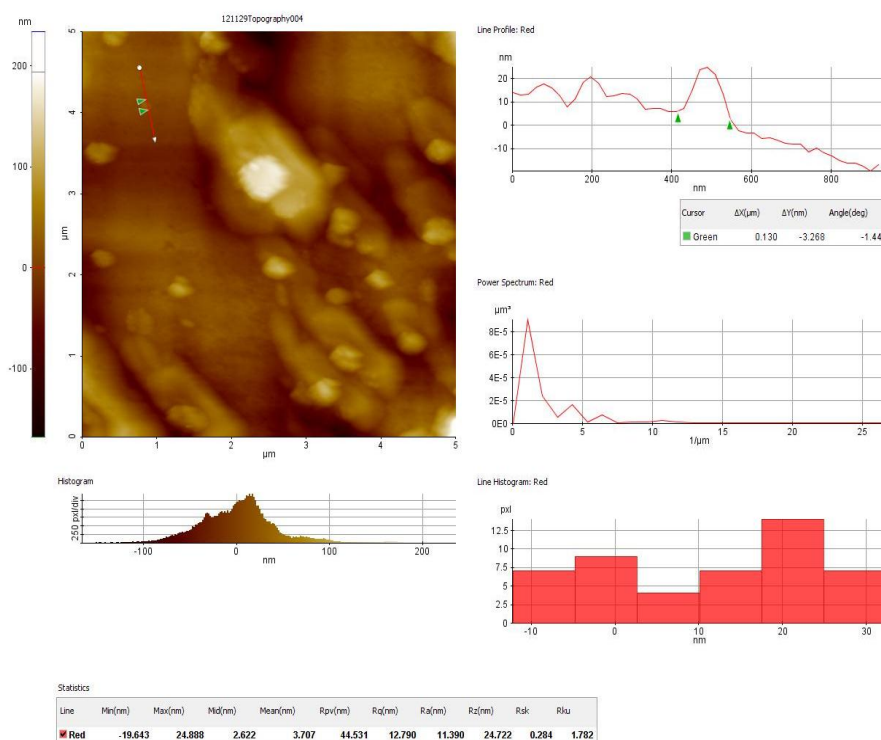 121129Topography004
nm
200
100
0
-100
5
4
3
2
1
0
µm
0 1 2 3 4 5
µm
Line Profile: Red
nm
20
10
0
-10
0 200 400 600 800
Cursor ΔX(µm) ΔY(nm) Angle(deg)
Green 0.130 -3.268 -1.44
Power Spectrum: Red
µm³
8E-5
6E-5
4E-5
2E-5
0E0
0 5 10 15 20 25
1/µm
Histogram
250 pxl/div
-100 0 100 200
nm
Line Histogram: Red
pxl
12.5
10
7.5
5
2.5
0
-10 0 10 20 30
nm
Statistics
Line Min(nm) Max(nm) Mid(nm) Mean(nm) Rpv(nm) Rq(nm) Ra(nm) Rz(nm) Rsk Rku
Red -19.643 24.888 2.622 3.707 44.531 12.790 11.390 24.722 0.284 1.782